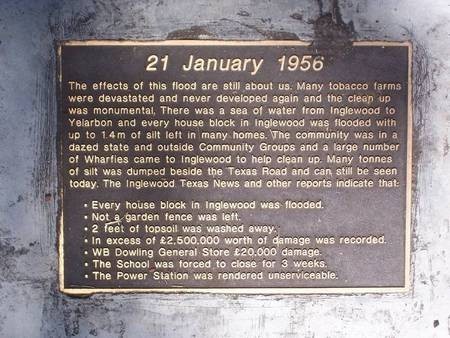 21 January 1956
The effects of this flood are still about us. Many tobacco farms
were devastated and never developed again and the clean up
was monumental. There was a sea of water from Inglewood to
Yelarbon and every house block in Inglewood was flooded with
up to 1.4m of silt left in many homes. The community was in a
dazed state and outside Community Groups and a large number
of Wharfies came to Inglewood to help clean up. Many tonnes
of silt was dumped beside the Texas Road and can still be seen
today. The Inglewood Texas News and other reports indicate that:
• Every house block in Inglewood was flooded.
• Not a garden fence was left.
• 2 feet of topsoil was washed away.
• In excess of £2,500,000 worth of damage was recorded.
• WB Dowling General Store £20,000 damage.
• The School was forced to close for 3 weeks.
• The Power Station was rendered unserviceable.